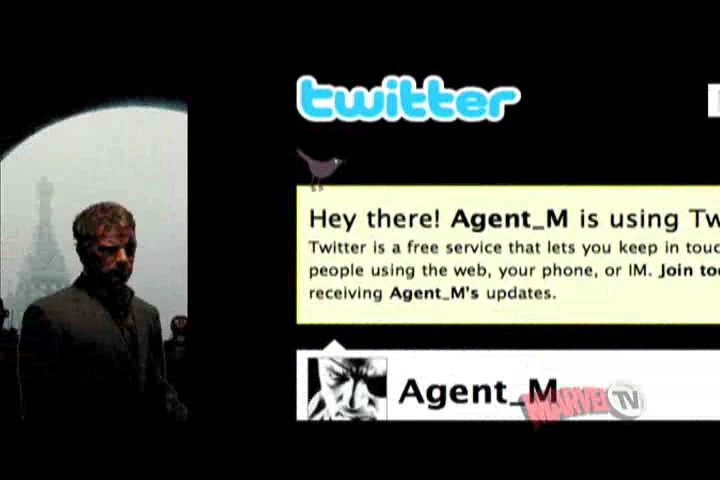 twitter
Hey there! Agent_M is using Tw
Twitter is a free service that lets you keep in touc
people using the web, your phone, or IM. Join to
receiving Agent_M's updates.
Agent_M
MARVEL TV